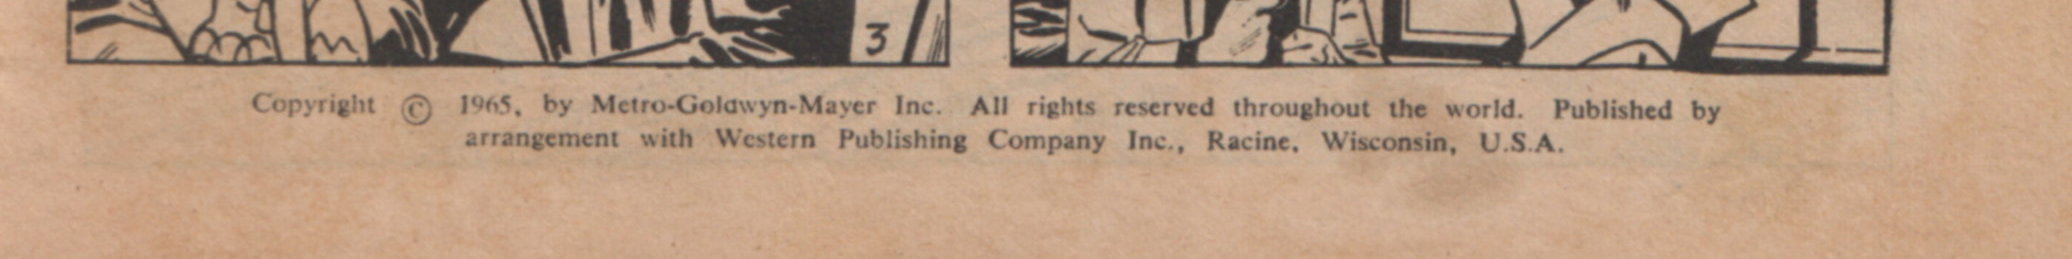 3
Copyright © 1965, by Metro-Goldwyn-Mayer Inc. All rights reserved throughout the world. Published by
arrangement with Western Publishing Company Inc., Racine, Wisconsin, U.S.A.